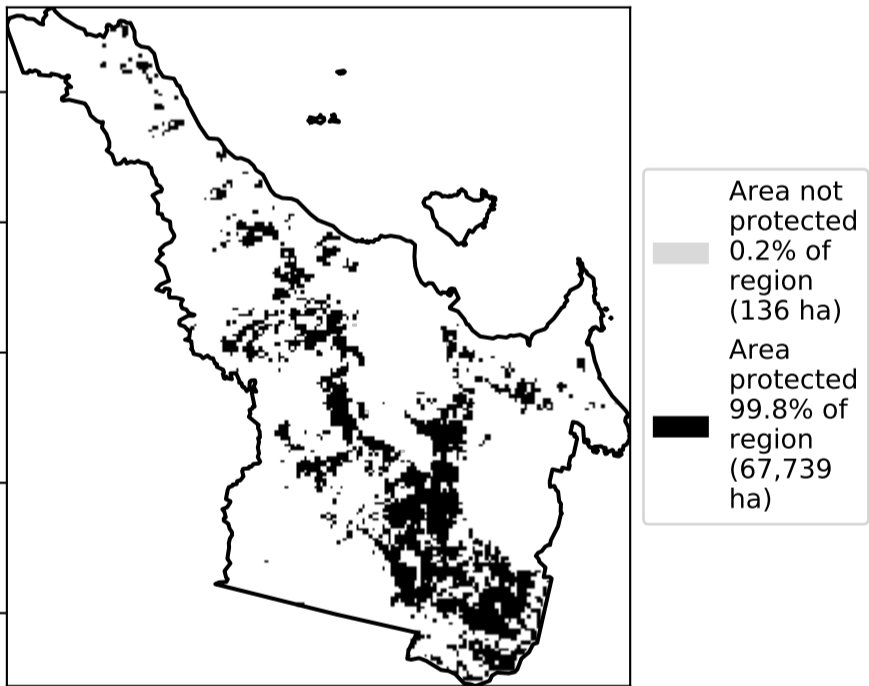 Area not
protected
0.2% of
region
(136 ha)
Area
protected
99.8% of
region
(67,739
ha)